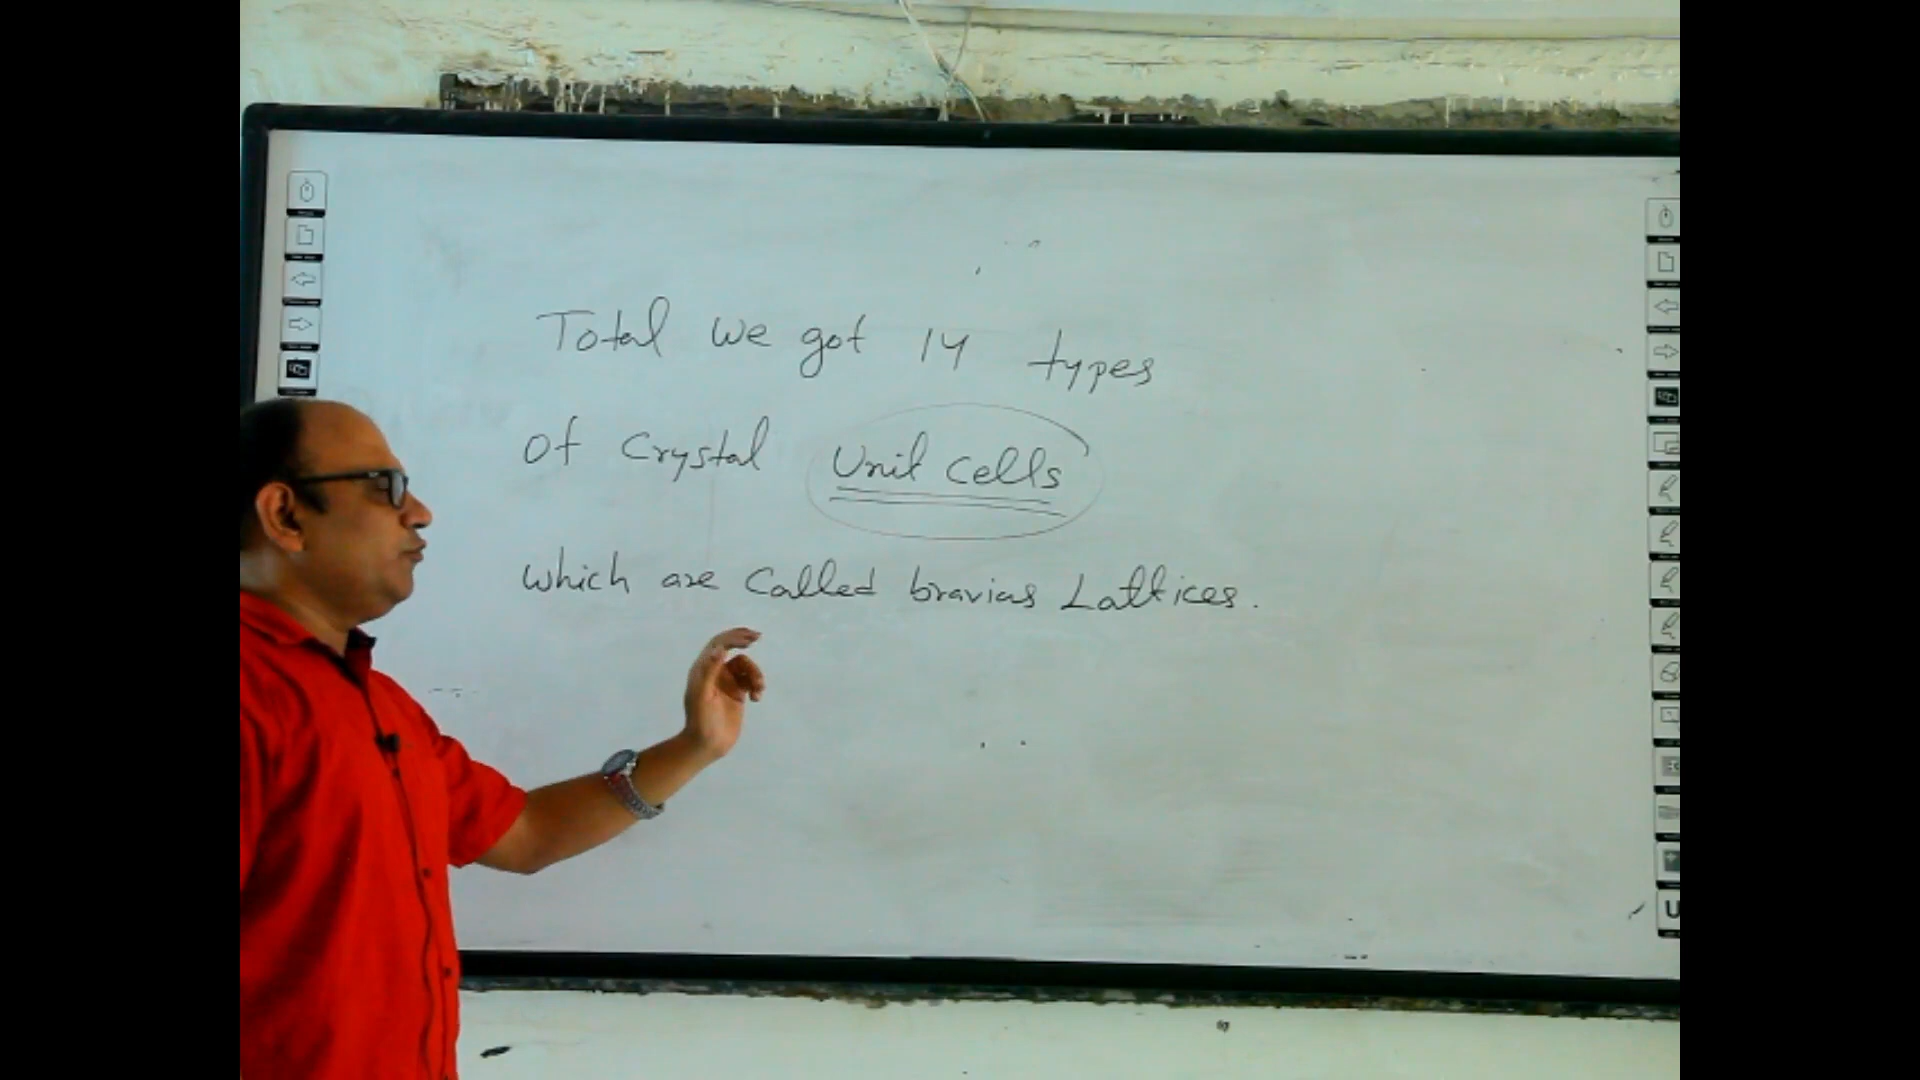 Total we got 14 types
of Crystal Unit Cells
which are Called bravias Lattices.
U